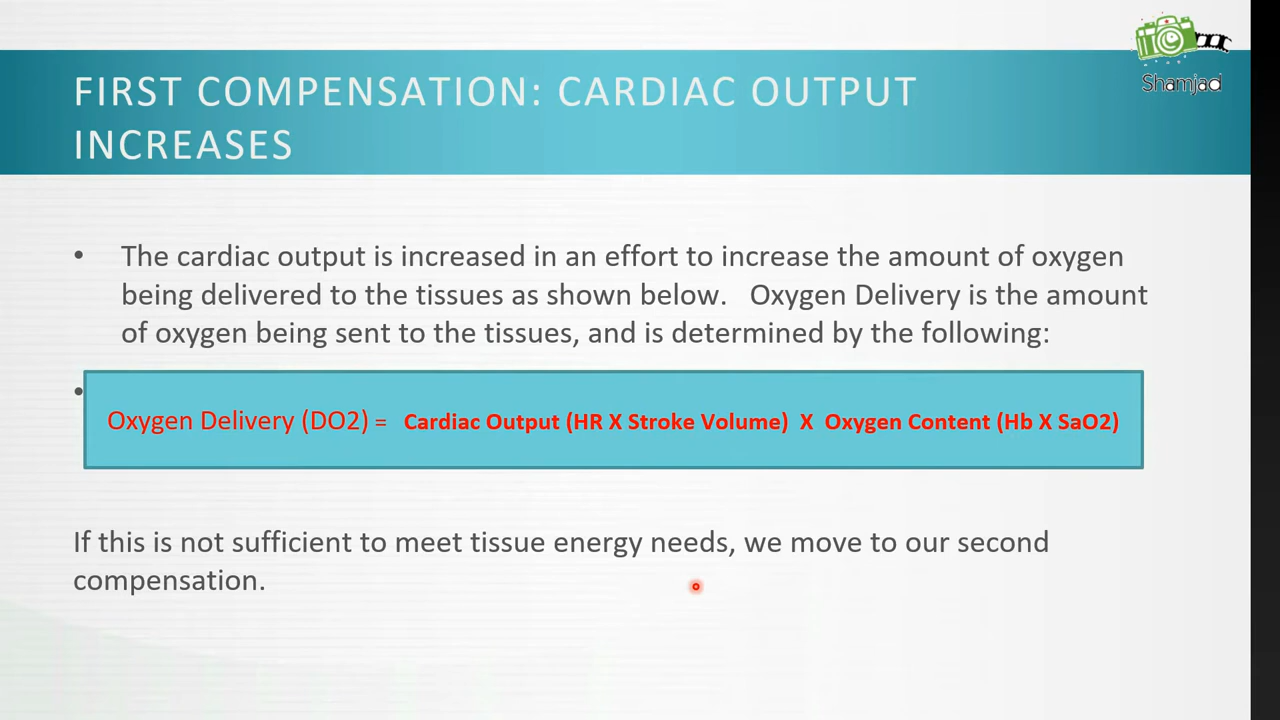 Shamjad
FIRST COMPENSATION: CARDIAC OUTPUT
INCREASES
• The cardiac output is increased in an effort to increase the amount of oxygen
being delivered to the tissues as shown below. Oxygen Delivery is the amount
of oxygen being sent to the tissues, and is determined by the following:
•
Oxygen Delivery (DO2) = Cardiac Output (HR X Stroke Volume) X Oxygen Content (Hb X SaO2)
If this is not sufficient to meet tissue energy needs, we move to our second
compensation.